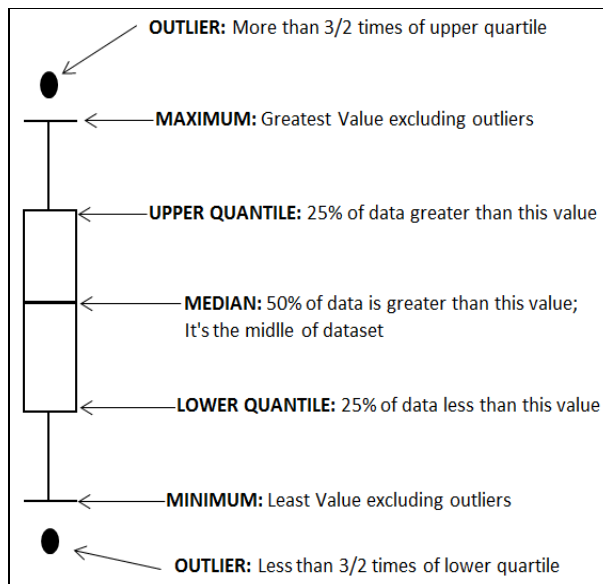 OUTLIER: More than 3/2 times of upper quartile
MAXIMUM: Greatest Value excluding outliers
UPPER QUANTILE: 25% of data greater than this value
MEDIAN: 50% of data is greater than this value;
It's the midlle of dataset
LOWER QUANTILE: 25% of data less than this value
MINIMUM: Least Value excluding outliers
OUTLIER: Less than 3/2 times of lower quartile